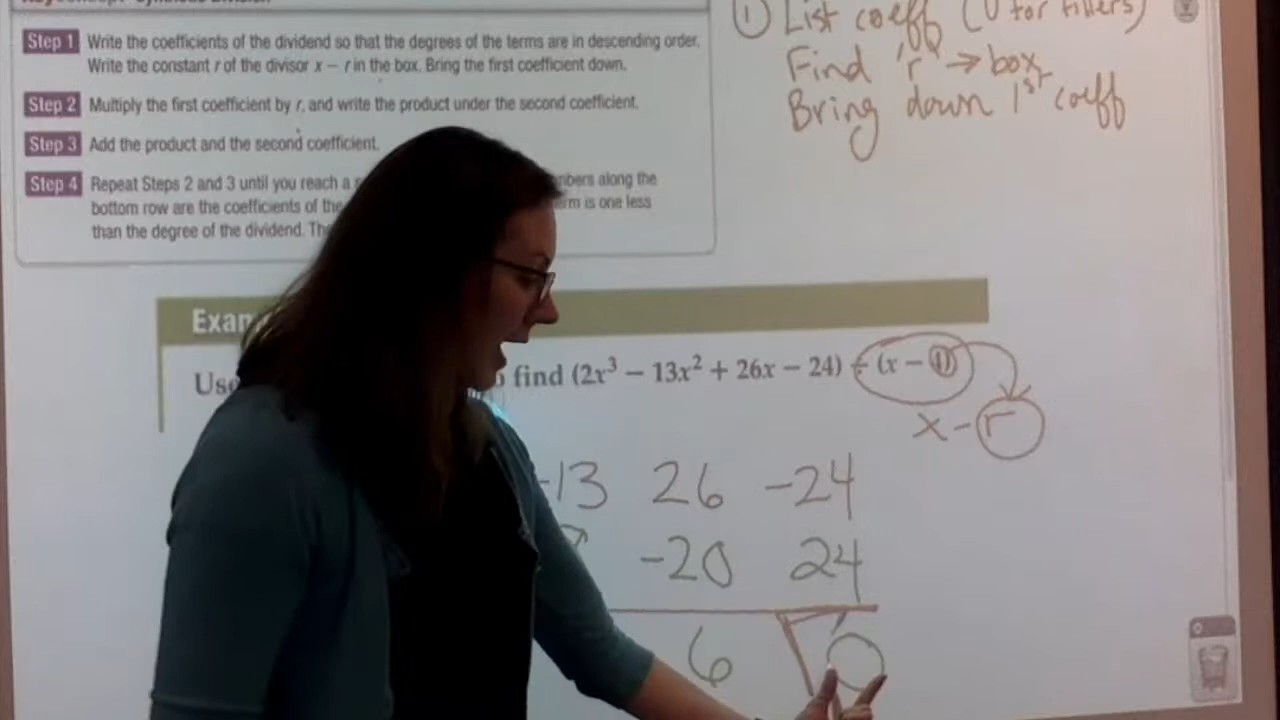 Synthetic Division
① List coeff (0 for fillers)
Find 'r' → box
Bring down 1st coeff
Step 1 Write the coefficients of the dividend so that the degrees of the terms are in descending order.
Write the constant r of the divisor x − r in the box. Bring the first coefficient down.
Step 2 Multiply the first coefficient by r, and write the product under the second coefficient.
Step 3 Add the product and the second coefficient.
Step 4 Repeat Steps 2 and 3 until you reach a along the
bottom row are the coefficients of the is one less
than the degree of the dividend.
find (2x³ − 13x² + 26x − 24) ÷ (x − 4)
x - r
-13 26 -24
-20 24
6 0